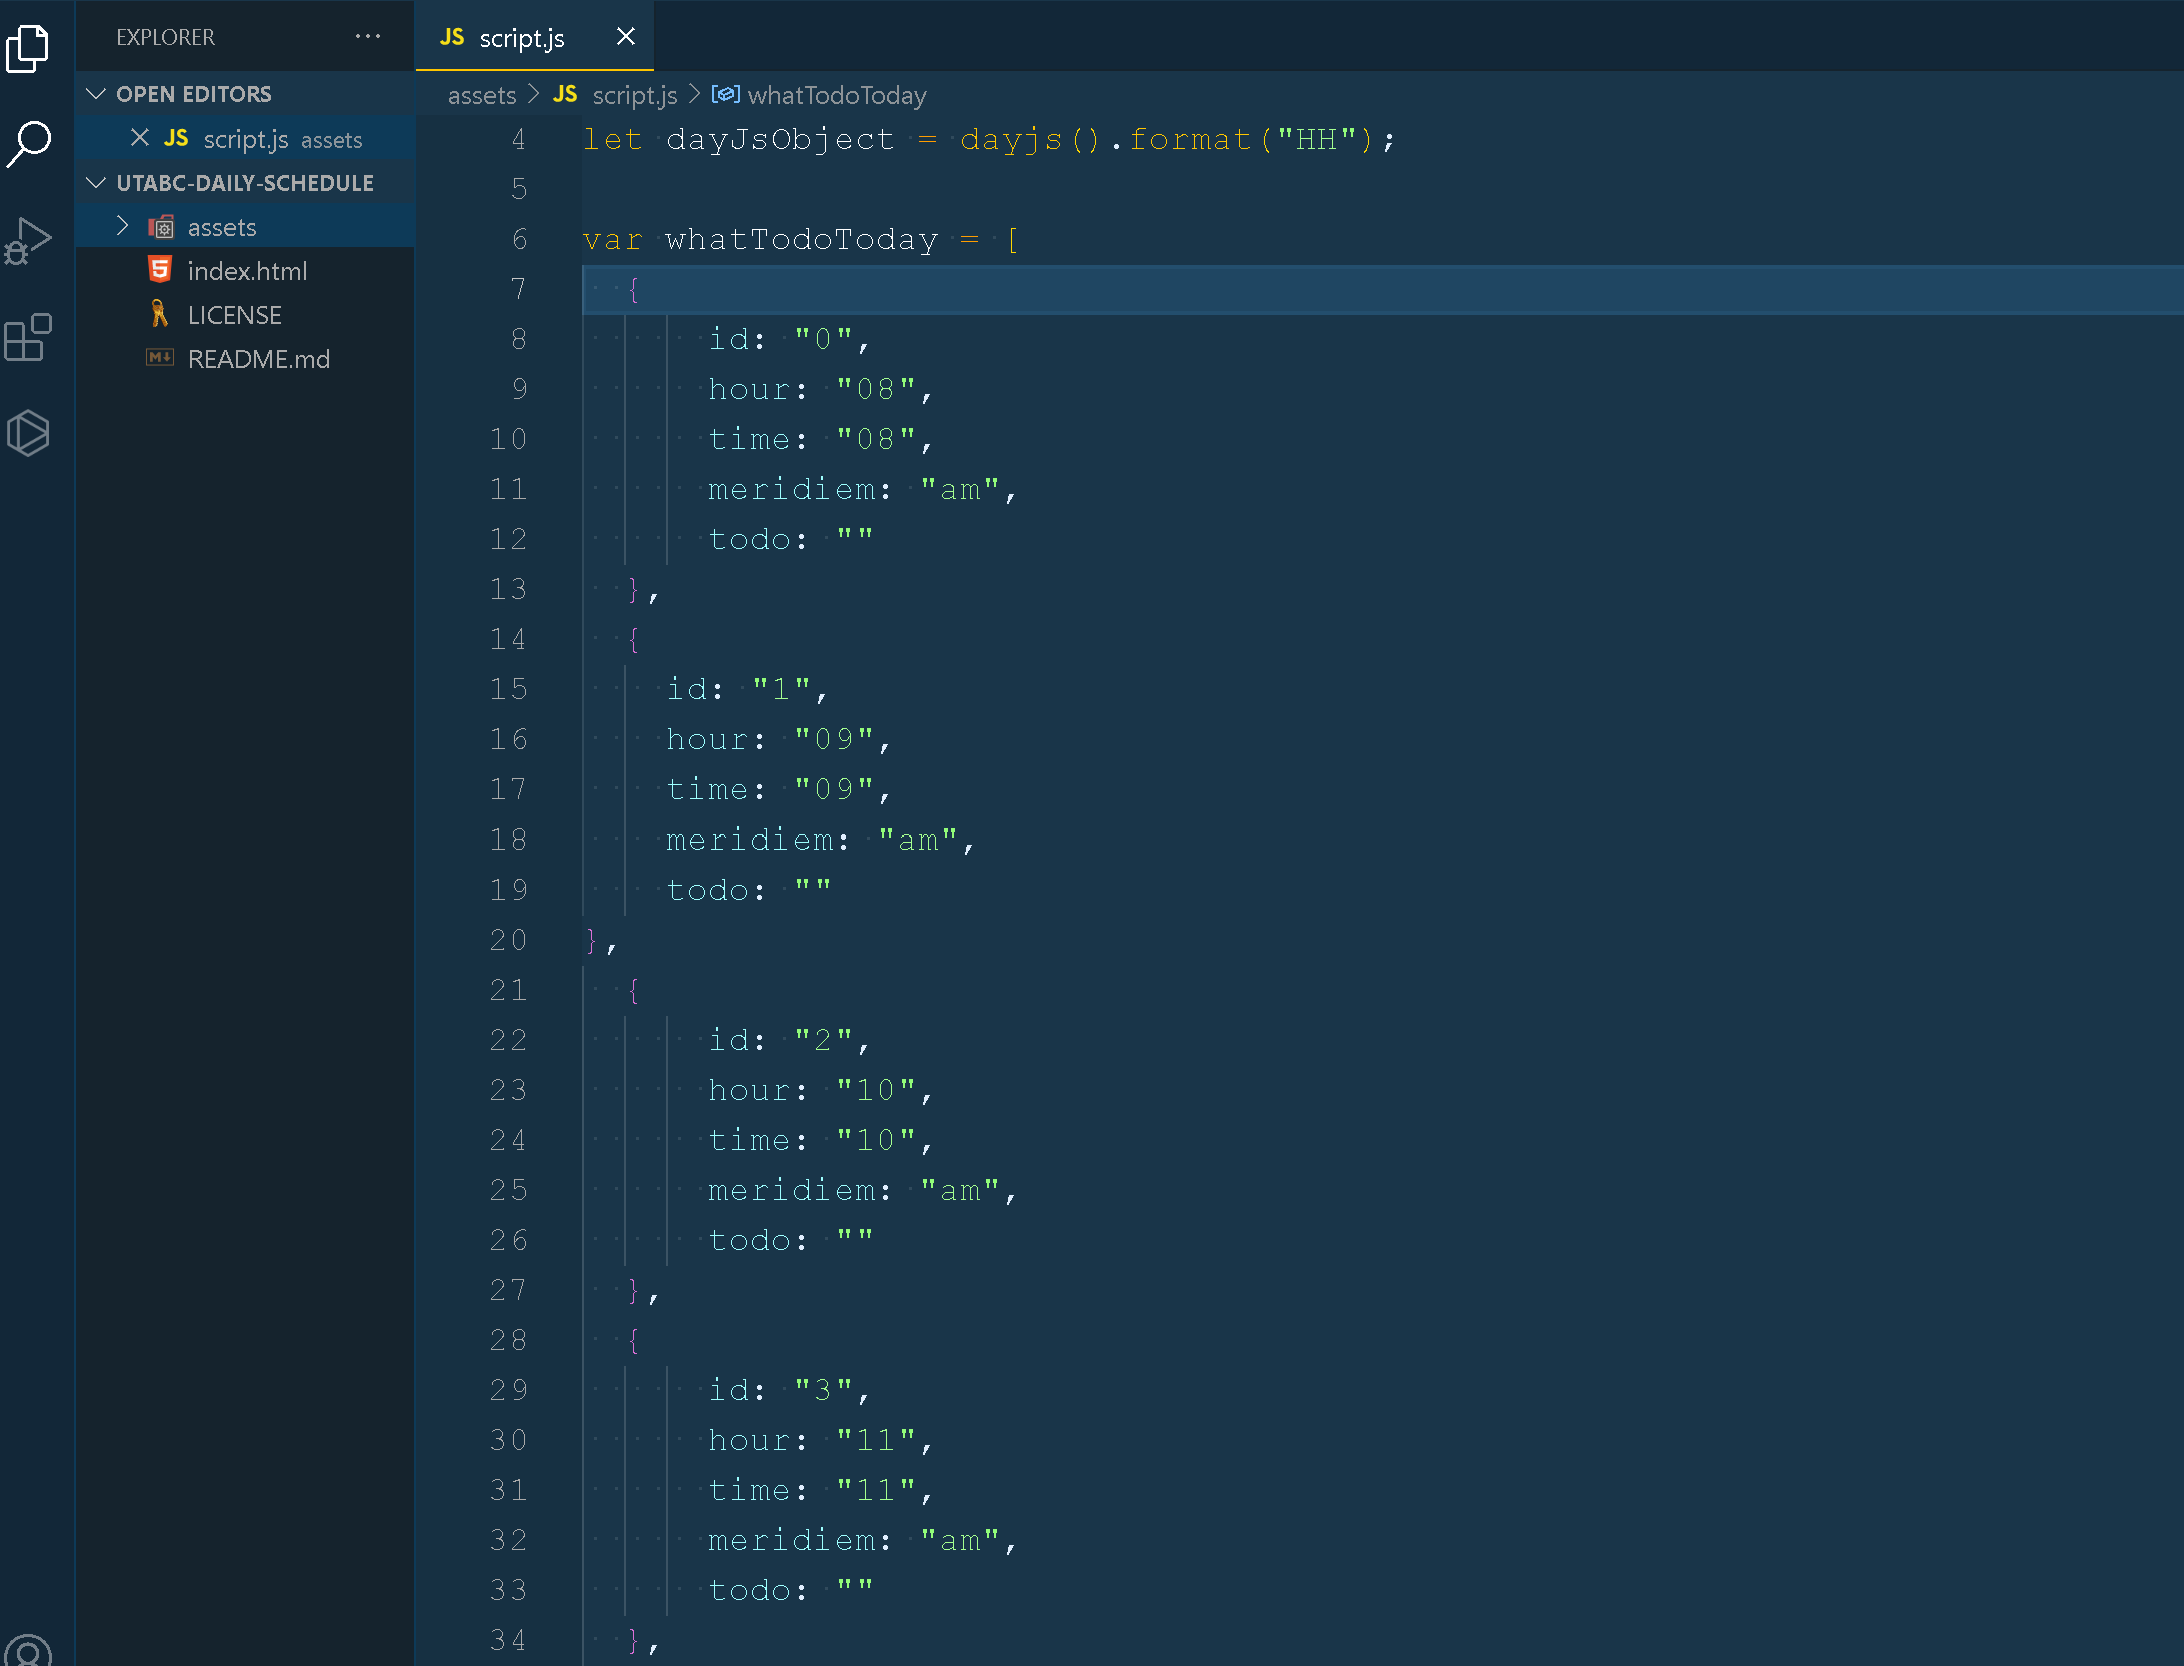 EXPLORER ...
OPEN EDITORS
JS script.js assets
UTABC-DAILY-SCHEDULE
assets
index.html
LICENSE
README.md
JS script.js
assets > JS script.js > whatTodoToday
4 let dayJsObject = dayjs().format("HH");
5
6 var whatTodoToday = [
7 {
8 id: "0",
9 hour: "08",
10 time: "08",
11 meridiem: "am",
12 todo: ""
13 },
14 {
15 id: "1",
16 hour: "09",
17 time: "09",
18 meridiem: "am",
19 todo: ""
20 },
21 {
22 id: "2",
23 hour: "10",
24 time: "10",
25 meridiem: "am",
26 todo: ""
27 },
28 {
29 id: "3",
30 hour: "11",
31 time: "11",
32 meridiem: "am",
33 todo: ""
34 },